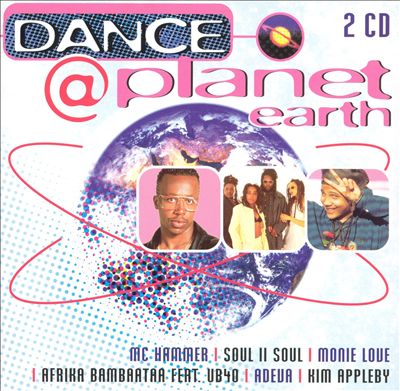 DANCE
2 CD
@planet
earth
MC HAMMER | SOUL II SOUL | MONIE LOVE
| AFRIKA BAMBAATAA FEAT. UB40 | ADEVA | KIM APPLEBY